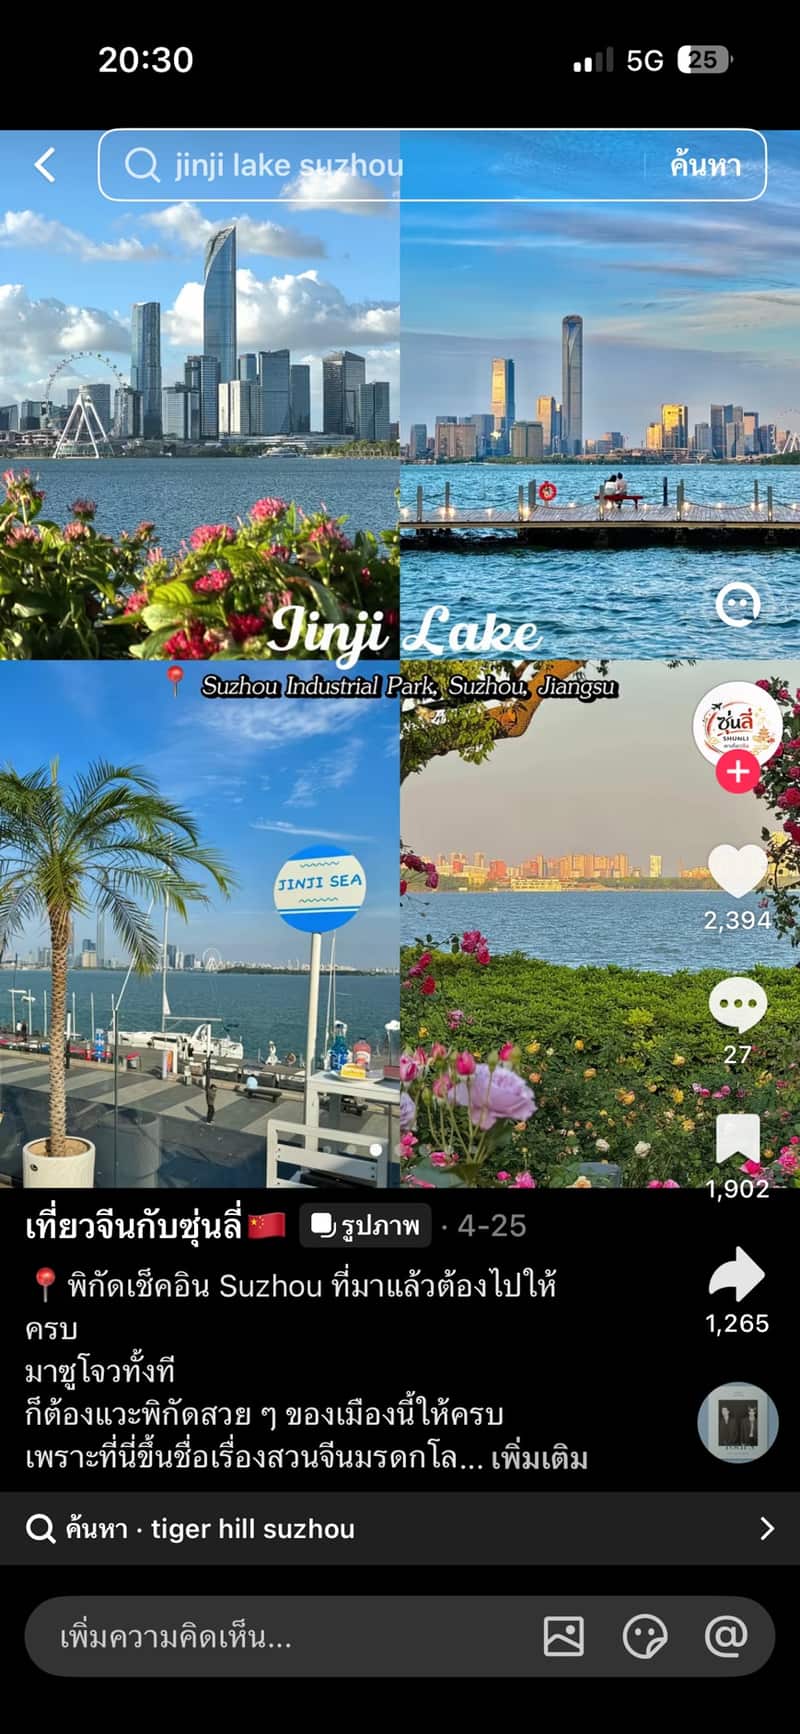 20:30
5G
25
jinji lake suzhou
ค้นหา
Jinji Lake
Suzhou Industrial Park, Suzhou, Jiangsu
JINJI SEA
ซุ่นลี่
SHUNLI
2,394
27
1,902
เที่ยวจีนกับซุ่นลี่🇨🇳 รูปภาพ · 4-25
📍 พิกัดเช็คอิน Suzhou ที่มาแล้วต้องไปให้
ครบ
มาซูโจวทั้งที
ก็ต้องแวะพิกัดสวย ๆ ของเมืองนี้ให้ครบ
เพราะที่นี่ขึ้นชื่อเรื่องสวนจีนมรดกโล... เพิ่มเติม
1,265
ค้นหา · tiger hill suzhou
เพิ่มความคิดเห็น...